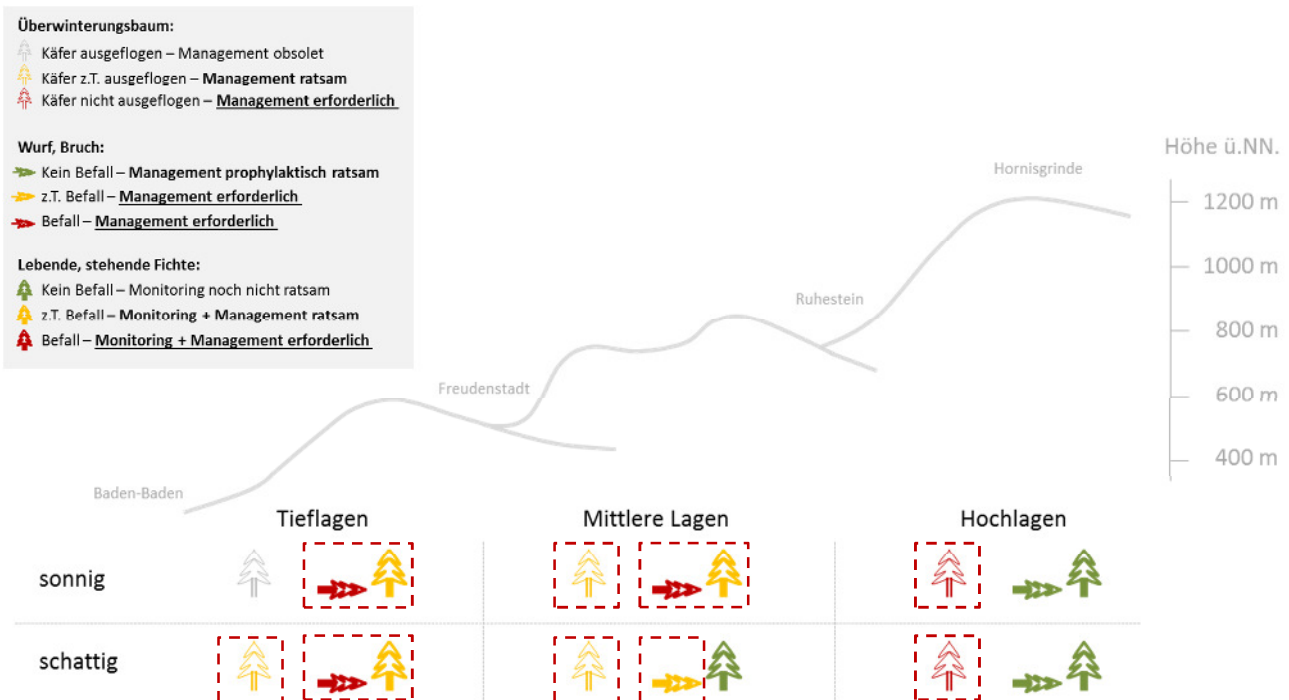 Überwinterungsbaum:
Käfer ausgeflogen – Management obsolet
Käfer z.T. ausgeflogen – Management ratsam
Käfer nicht ausgeflogen – Management erforderlich
Wurf, Bruch:
Kein Befall – Management prophylaktisch ratsam
z.T. Befall – Management erforderlich
Befall – Management erforderlich
Lebende, stehende Fichte:
Kein Befall – Monitoring noch nicht ratsam
z.T. Befall – Monitoring + Management ratsam
Befall – Monitoring + Management erforderlich
Höhe ü.NN.
Hornisgrinde
1200 m
1000 m
Ruhestein
800 m
Freudenstadt
600 m
400 m
Baden-Baden
Tieflagen Mittlere Lagen Hochlagen
sonnig
schattig